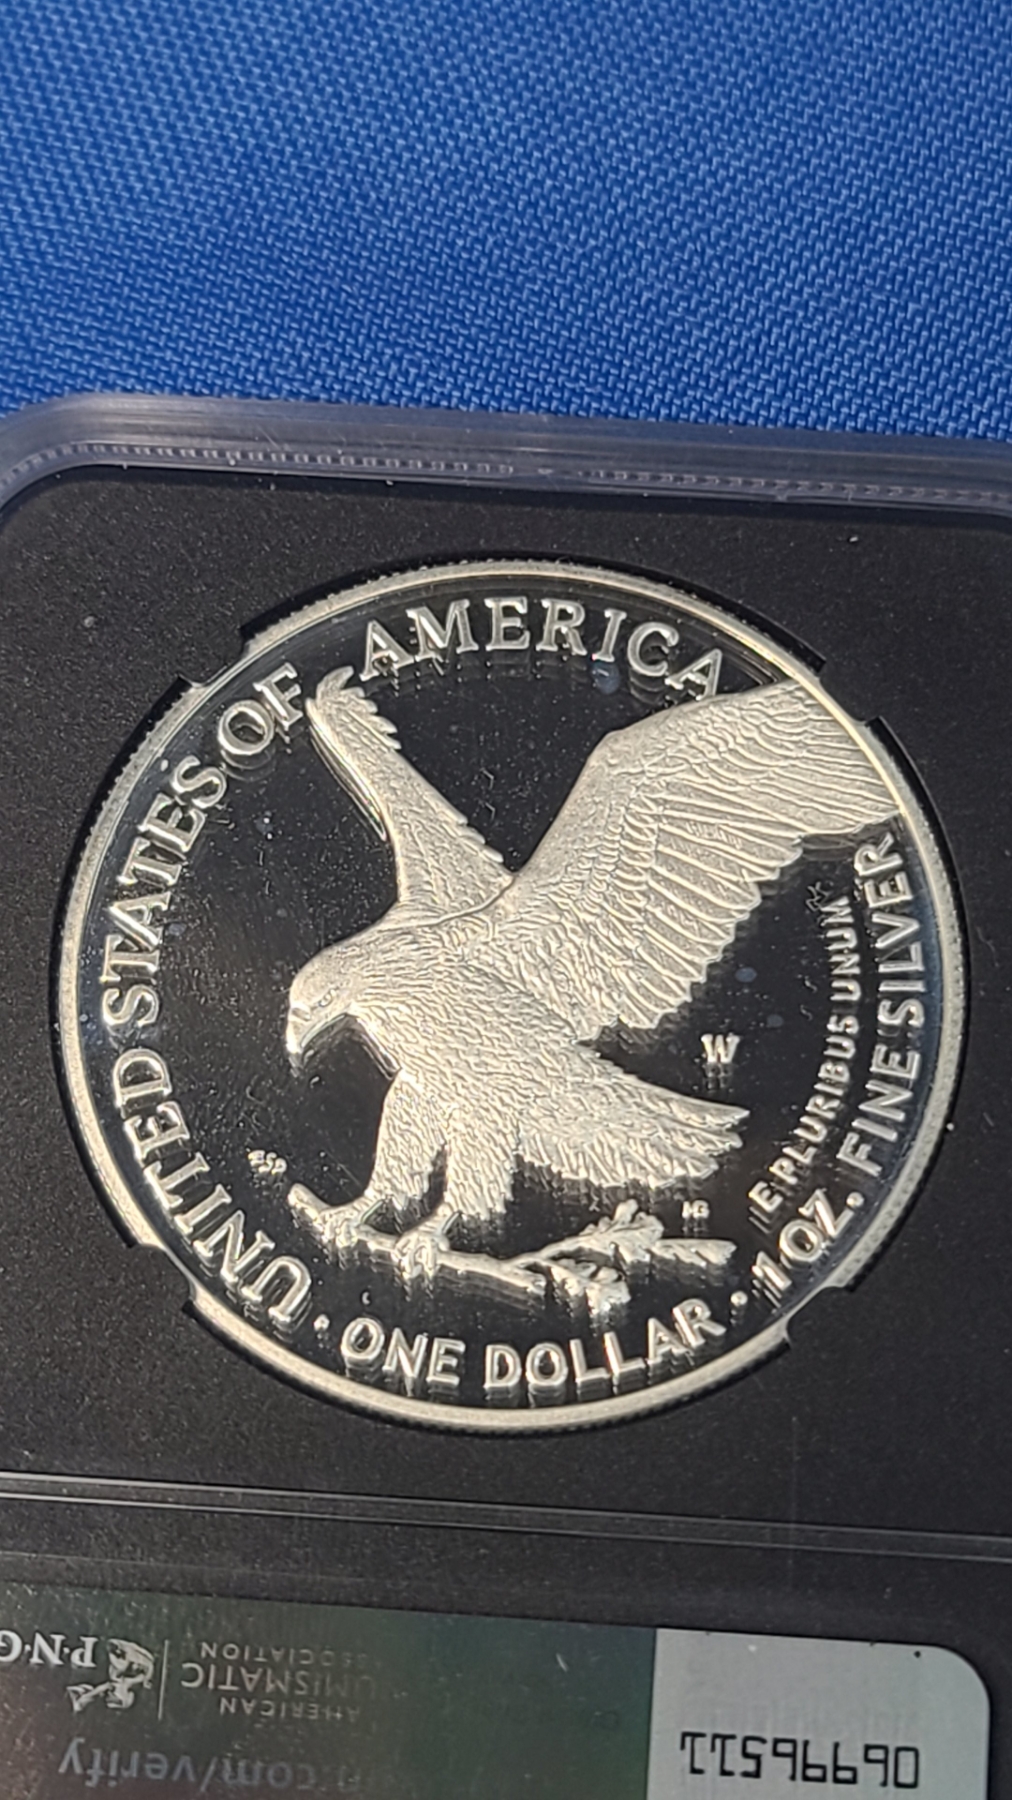 UNITED STATES OF AMERICA
1 OZ. FINE SILVER
E PLURIBUS UNUM
W
HG
ESP
· ONE DOLLAR ·
06996511
.com/verify
AMERICAN
NUMISMATIC
ASSOCIATION
P·N·G